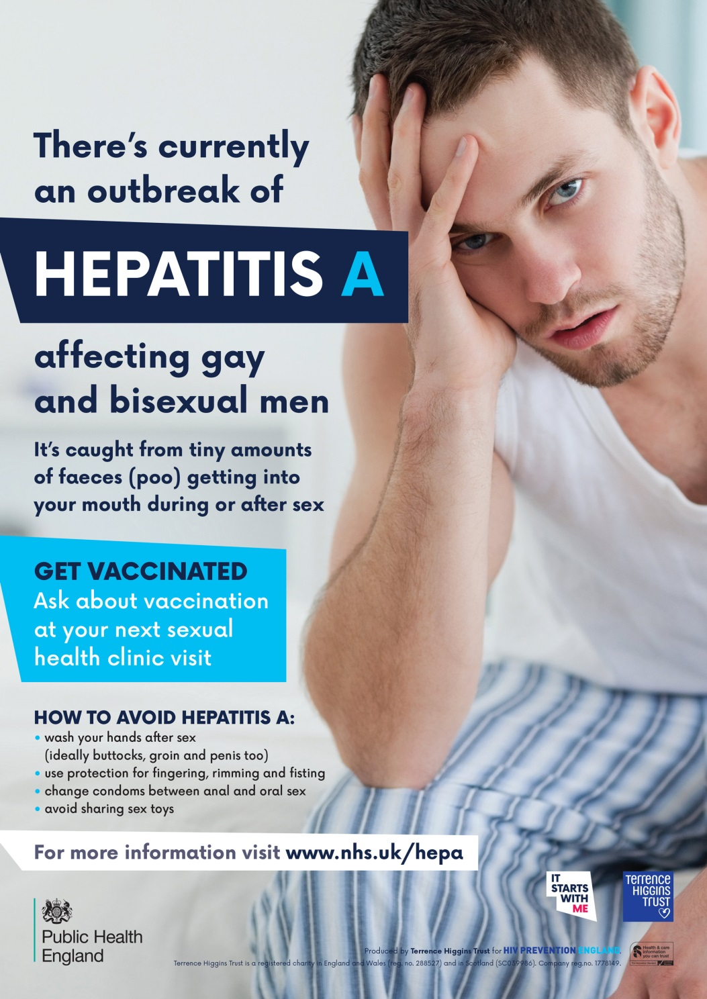 There's currently
an outbreak of
HEPATITIS A
affecting gay
and bisexual men
It's caught from tiny amounts
of faeces (poo) getting into
your mouth during or after sex
GET VACCINATED
Ask about vaccination
at your next sexual
health clinic visit
HOW TO AVOID HEPATITIS A:
• wash your hands after sex
(ideally buttocks, groin and penis too)
• use protection for fingering, rimming and fisting
• change condoms between anal and oral sex
• avoid sharing sex toys
For more information visit www.nhs.uk/hepa
IT
STARTS
WITH
ME
Terrence
HIGGINS
TRUST
Public Health
England
Produced by Terrence Higgins Trust for HIV PREVENTION ENGLAND.
Terrence Higgins Trust is a registered charity in England and Wales (reg. no. 288527) and in Scotland (SC039986). Company reg.no. 1778149.
Health & care
information
you can trust